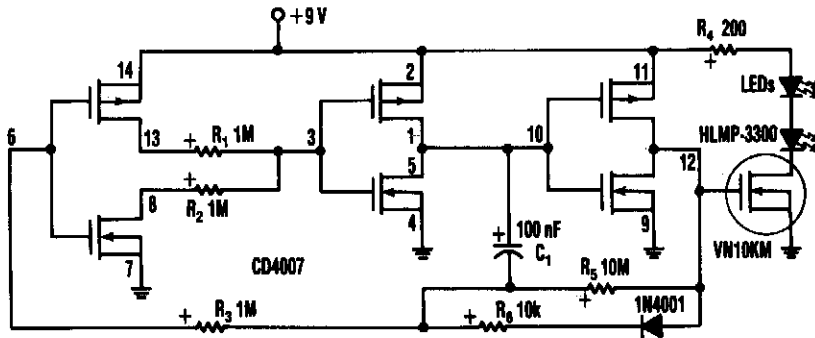 +9 V
R4 200
+
14
2
11
LEDs
6
13
+ R1 1M
3
1
10
HLMP-3300
5
12
8
+ R2 1M
4
9
7
+
100 nF
C1
VN10KM
CD4007
R5 10M
+
1N4001
+ R3 1M
+ R6 10k